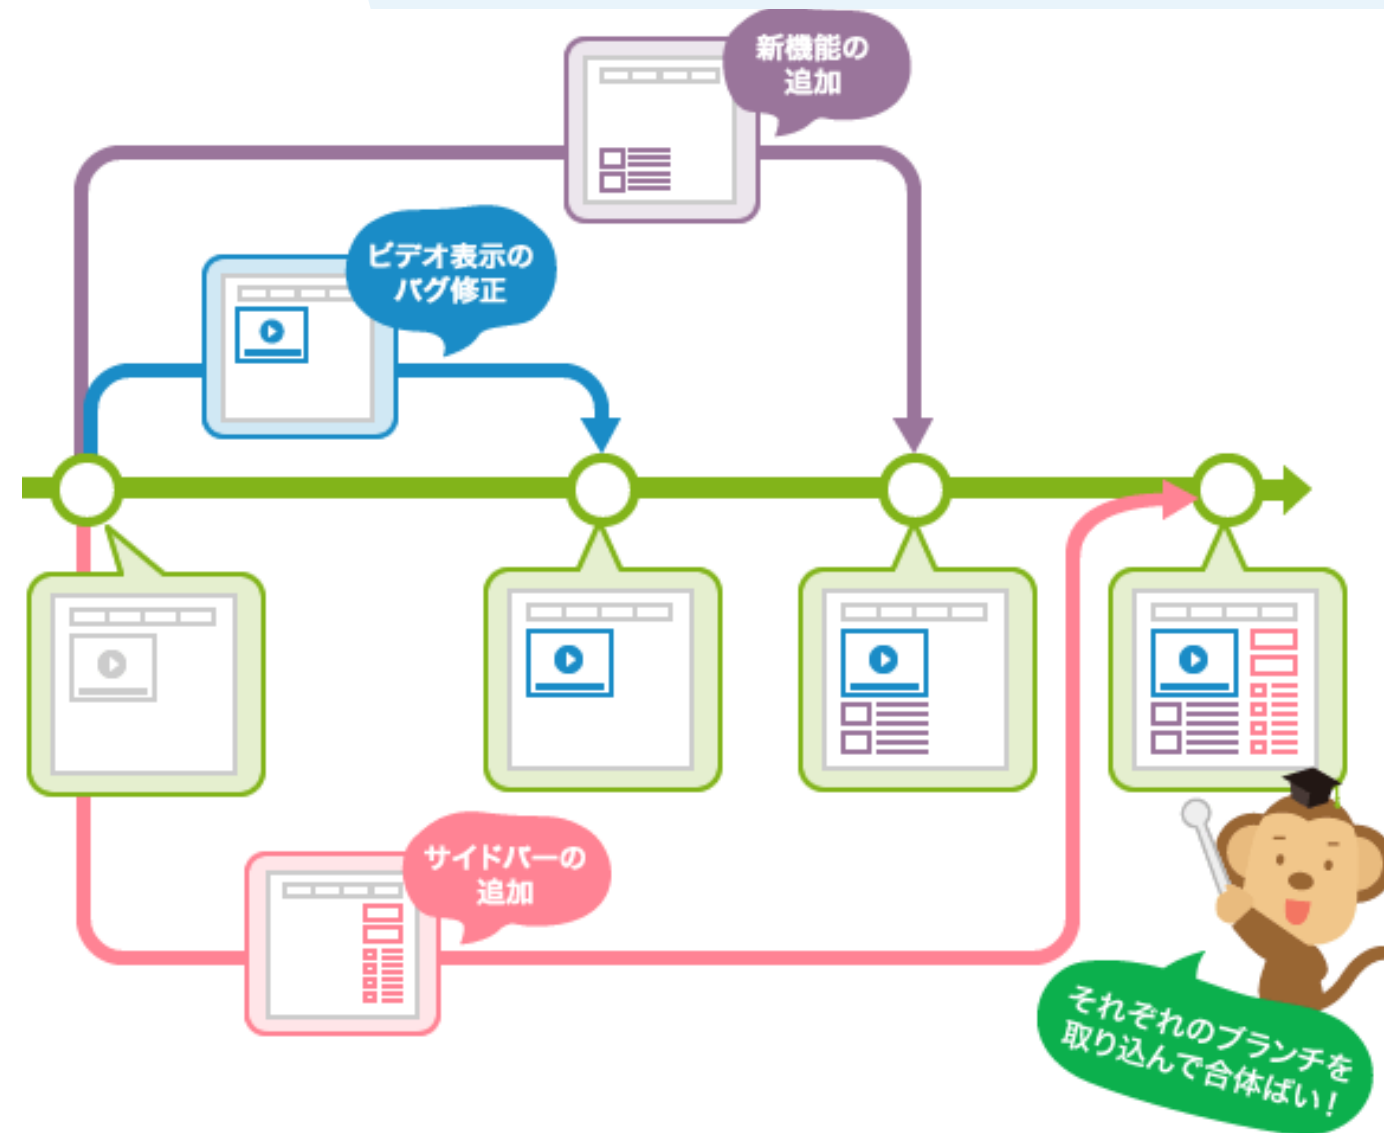 新機能の
追加
ビデオ表示の
バグ修正
サイドバーの
追加
それぞれのブランチを
取り込んで合体ばい！